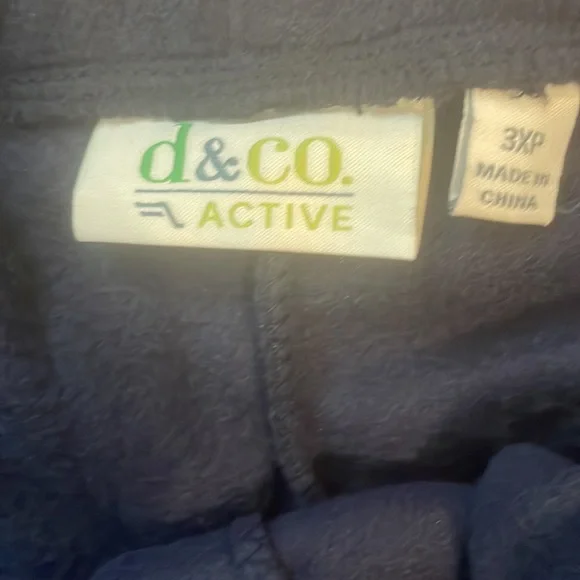 d&co.
ACTIVE
3XP
MADE IN
CHINA